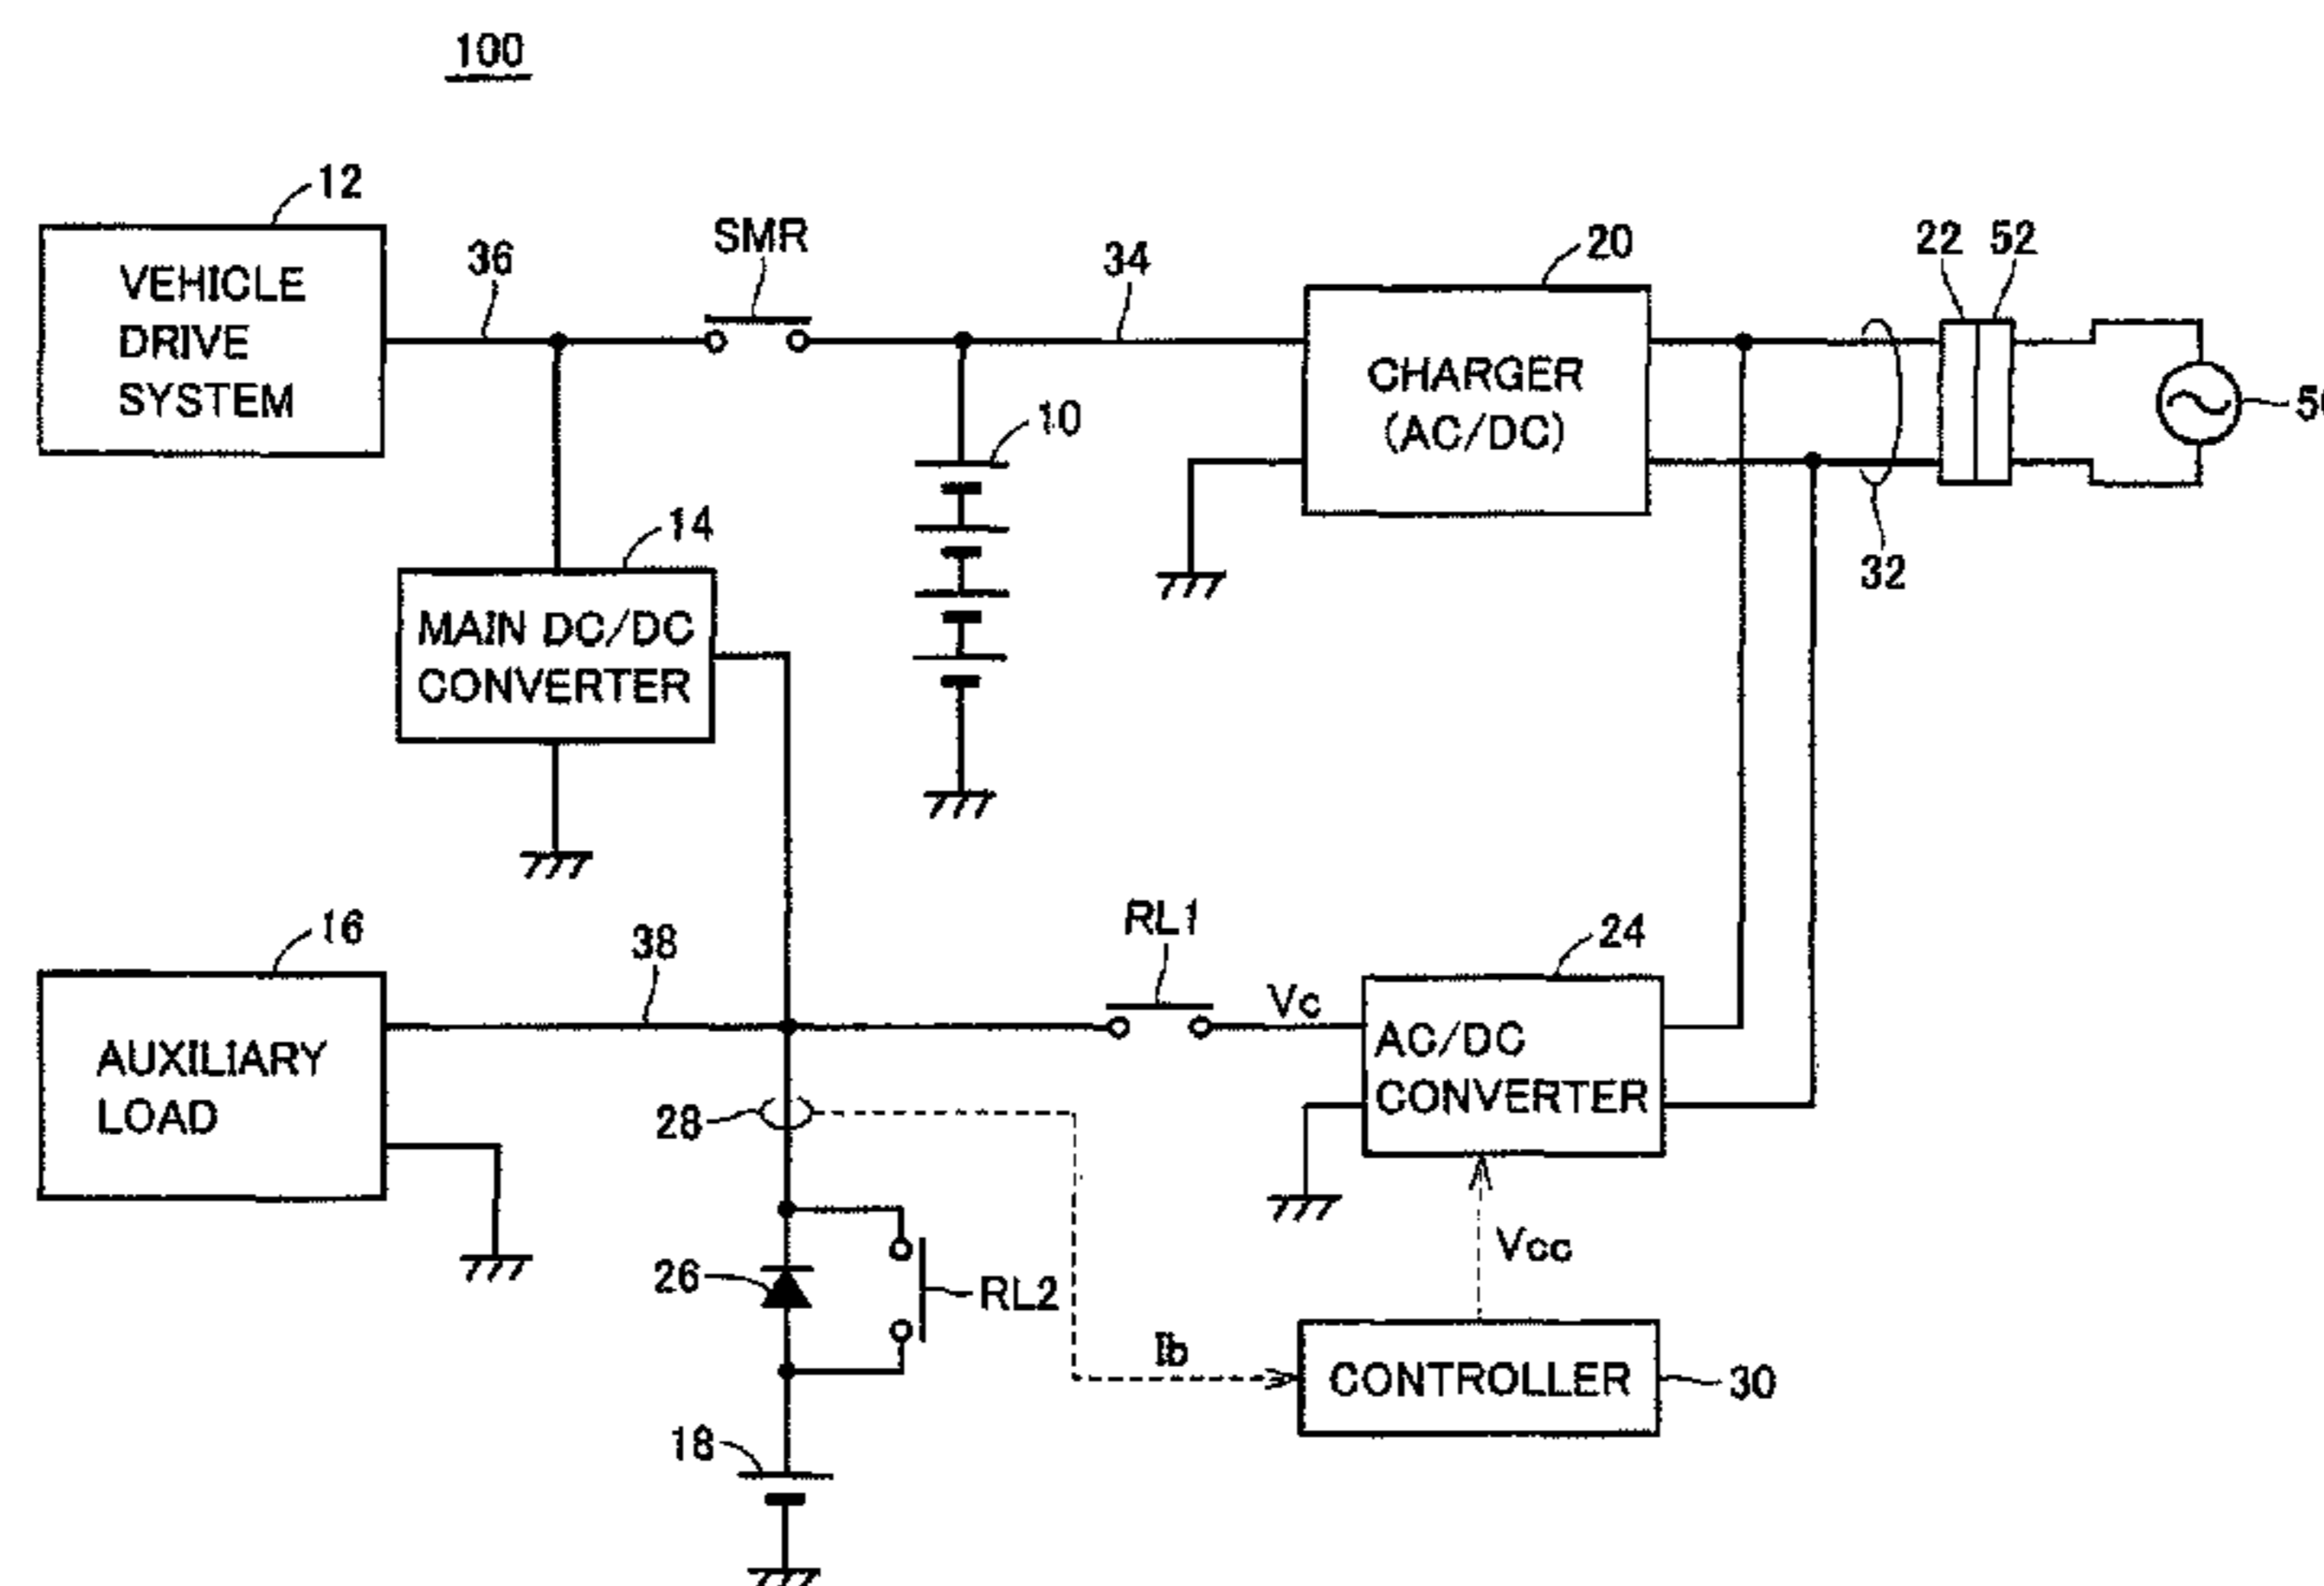 100
12
VEHICLE
DRIVE
SYSTEM
36
SMR
34
20
CHARGER
(AC/DC)
22
52
10
32
14
MAIN DC/DC
CONVERTER
16
AUXILIARY
LOAD
38
RL1
Vc
24
AC/DC
CONVERTER
28
26
RL2
Vcc
Ib
CONTROLLER
30
18